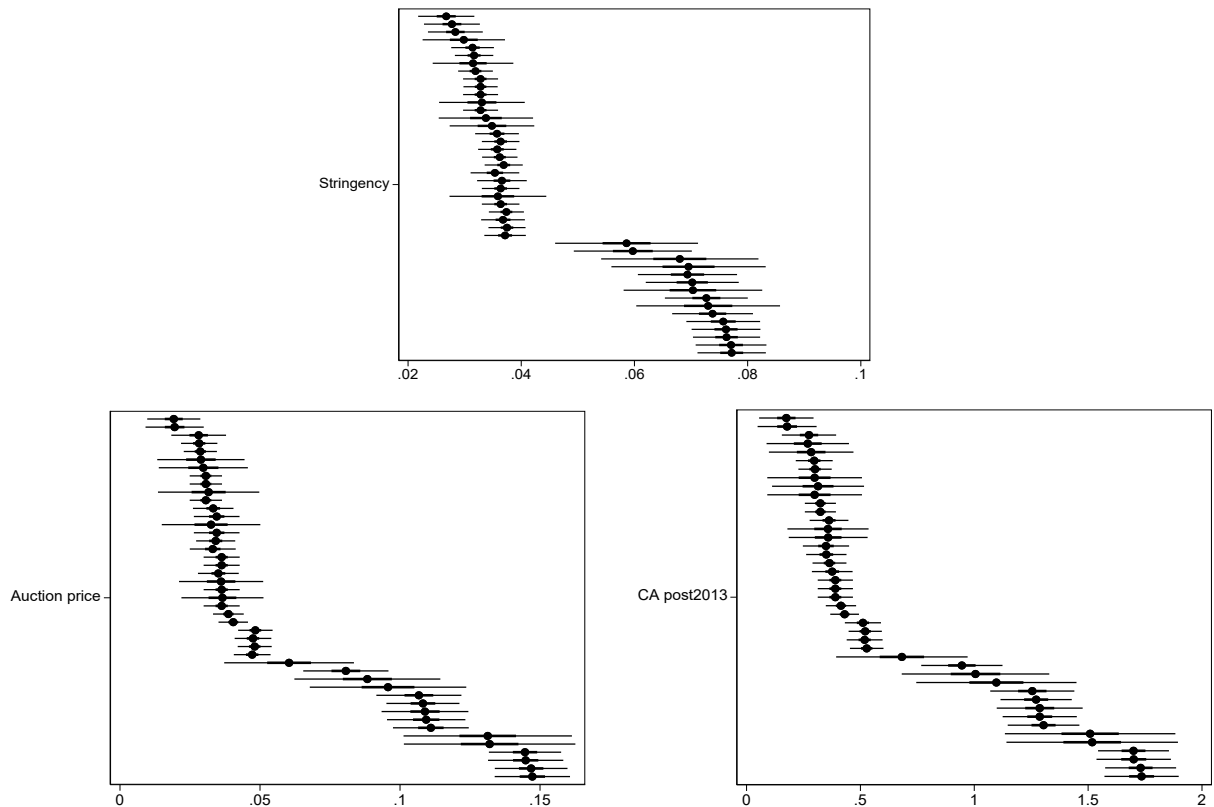 Stringency
.02 .04 .06 .08 .1
Auction price
0 .05 .1 .15
CA post2013
0 .5 1 1.5 2